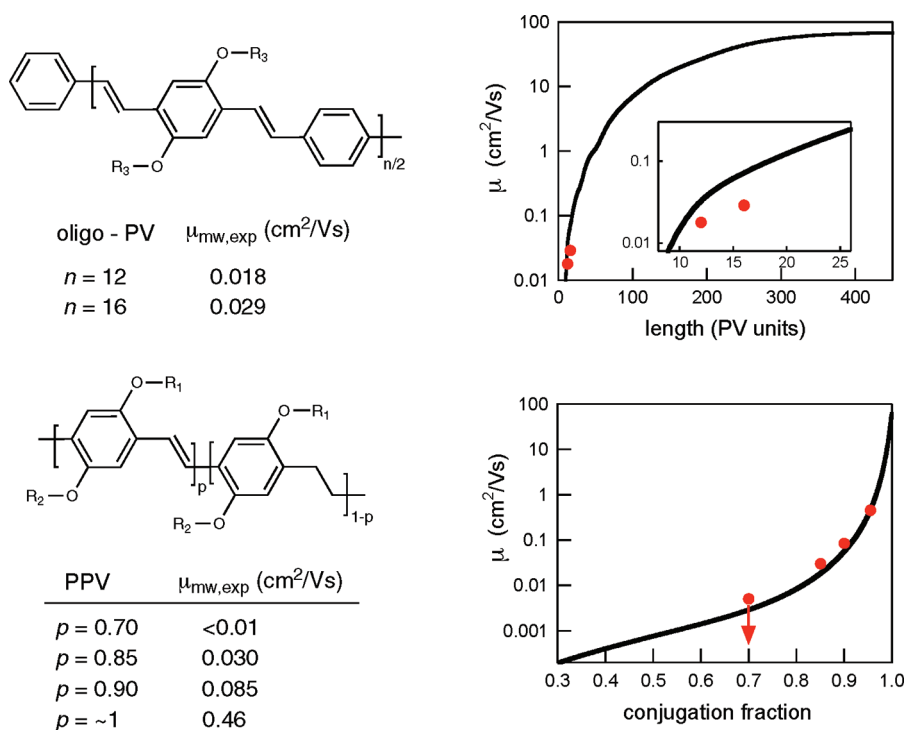 O–R₃
R₃–O
n/2
oligo - PV μmw,exp (cm²/Vs)
n = 12 0.018
n = 16 0.029
O–R₁
O–R₁
R₂–O
p
R₂–O
1-p
PPV μmw,exp (cm²/Vs)
p = 0.70 <0.01
p = 0.85 0.030
p = 0.90 0.085
p = ~1 0.46
μ (cm²/Vs)
100
10
1
0.1
0.01
0.1
0.01
10 15 20 25
0 100 200 300 400
length (PV units)
μ (cm²/Vs)
100
10
1
0.1
0.01
0.001
0.3 0.4 0.5 0.6 0.7 0.8 0.9 1.0
conjugation fraction